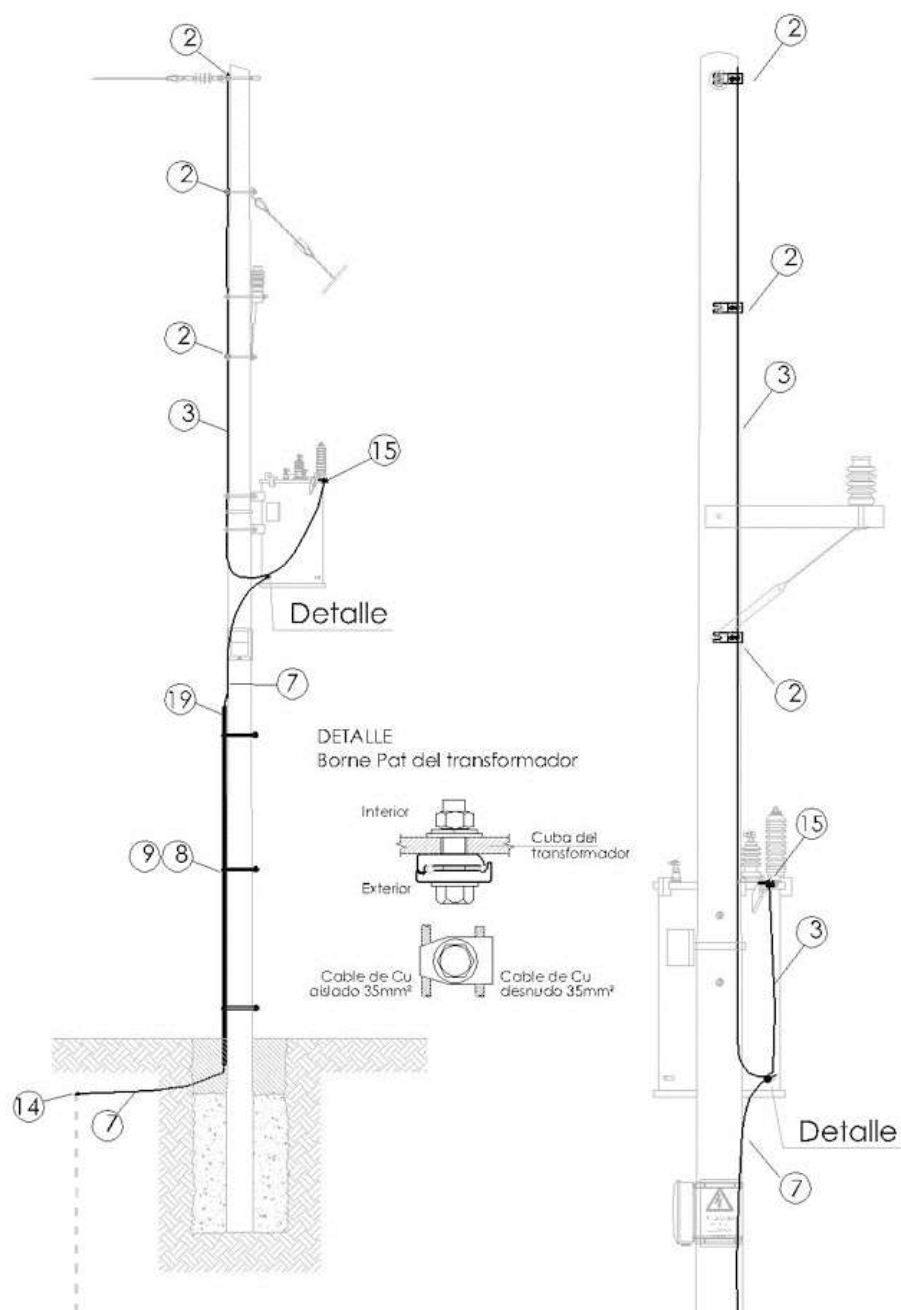 2
2
2
3
15
Detalle
7
19
9 8
14
7
DETALLE
Borne Pat del transformador
Interior
Cuba del
transformador
Exterior
Cable de Cu
aislado 35mm²
Cable de Cu
desnudo 35mm²
2
2
3
2
15
3
Detalle
7